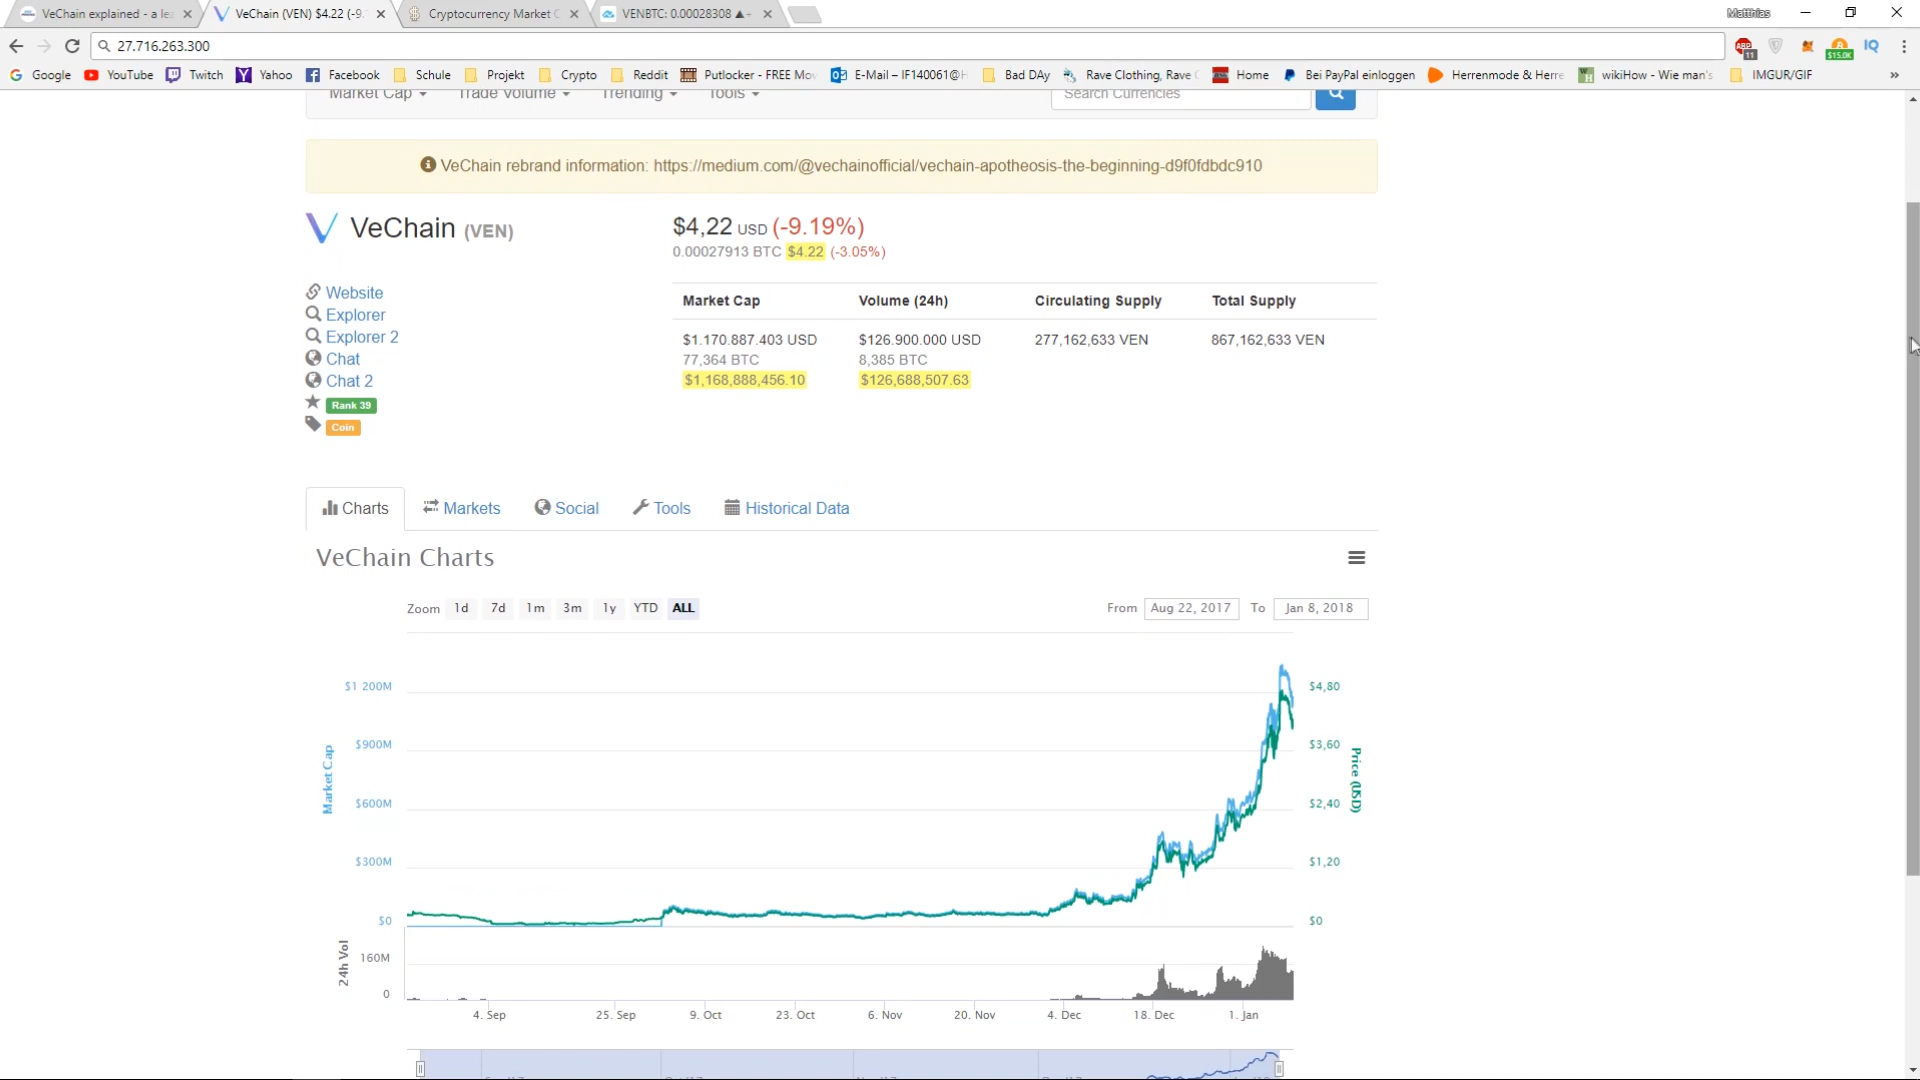 VeChain explained - a lea
VeChain (VEN) $4.22 (-9.
Cryptocurrency Market C
VENBTC: 0.00028308 ▲+
Matthias
27.716.263.300
ABP 11
$15.0K
IQ
Google YouTube Twitch Yahoo Facebook Schule Projekt Crypto Reddit Putlocker - FREE Mov E-Mail – IF140061@H Bad DAy Rave Clothing, Rave C Home Bei PayPal einloggen Herrenmode & Herre wikiHow - Wie man's IMGUR/GIF »
Market Cap Trade Volume Trending Tools Search Currencies
VeChain rebrand information: https://medium.com/@vechainofficial/vechain-apotheosis-the-beginning-d9f0fdbdc910
VeChain (VEN)
$4,22 USD (-9.19%)
0.00027913 BTC $4.22 (-3.05%)
Website
Explorer
Explorer 2
Chat
Chat 2
Rank 39
Coin
Market Cap Volume (24h) Circulating Supply Total Supply
$1.170.887.403 USD $126.900.000 USD 277,162,633 VEN 867,162,633 VEN
77,364 BTC 8,385 BTC
$1,168,888,456.10 $126,688,507.63
Charts Markets Social Tools Historical Data
VeChain Charts
Zoom 1d 7d 1m 3m 1y YTD ALL From Aug 22, 2017 To Jan 8, 2018
$1 200M $4,80
$900M $3,60
Market Cap
Price (USD)
$600M $2,40
$300M $1,20
$0 $0
24h Vol
160M
0
4. Sep 25. Sep 9. Oct 23. Oct 6. Nov 20. Nov 4. Dec 18. Dec 1. Jan